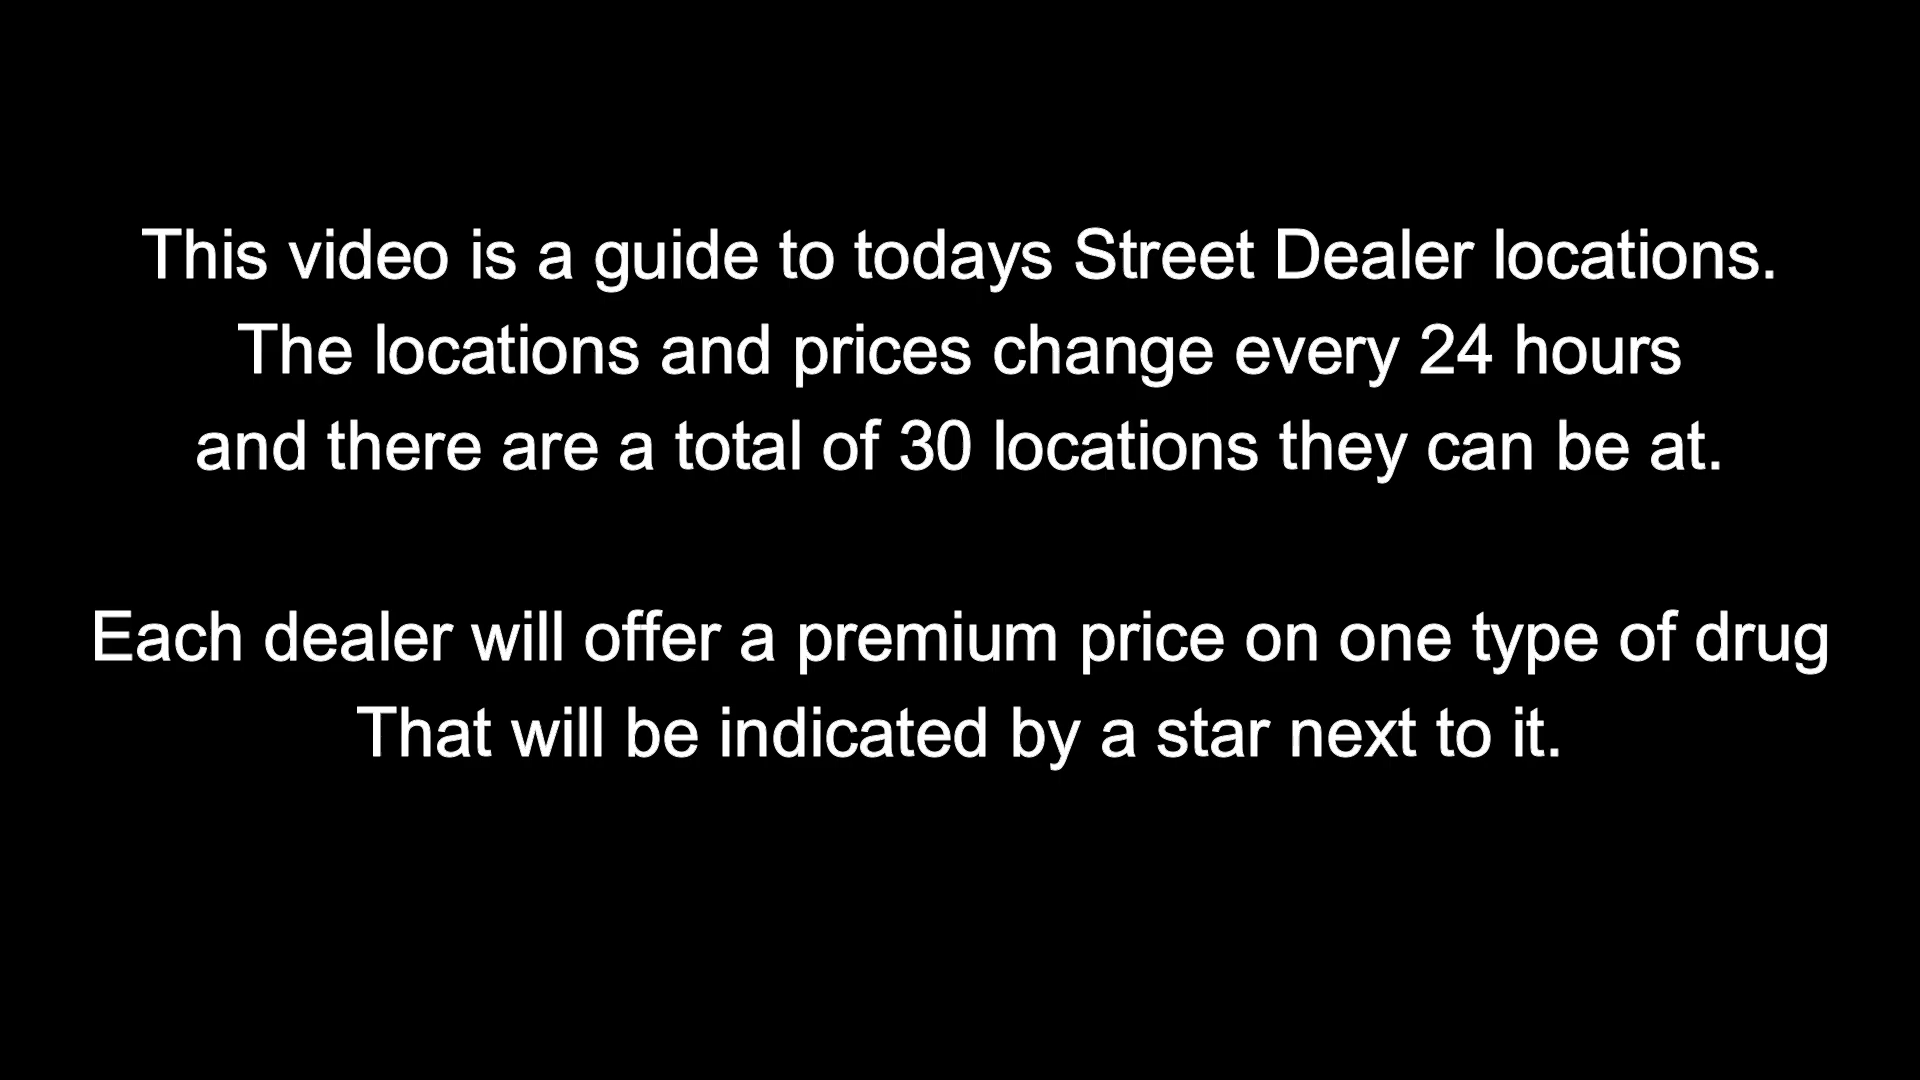 This video is a guide to todays Street Dealer locations.
The locations and prices change every 24 hours
and there are a total of 30 locations they can be at.
Each dealer will offer a premium price on one type of drug
That will be indicated by a star next to it.